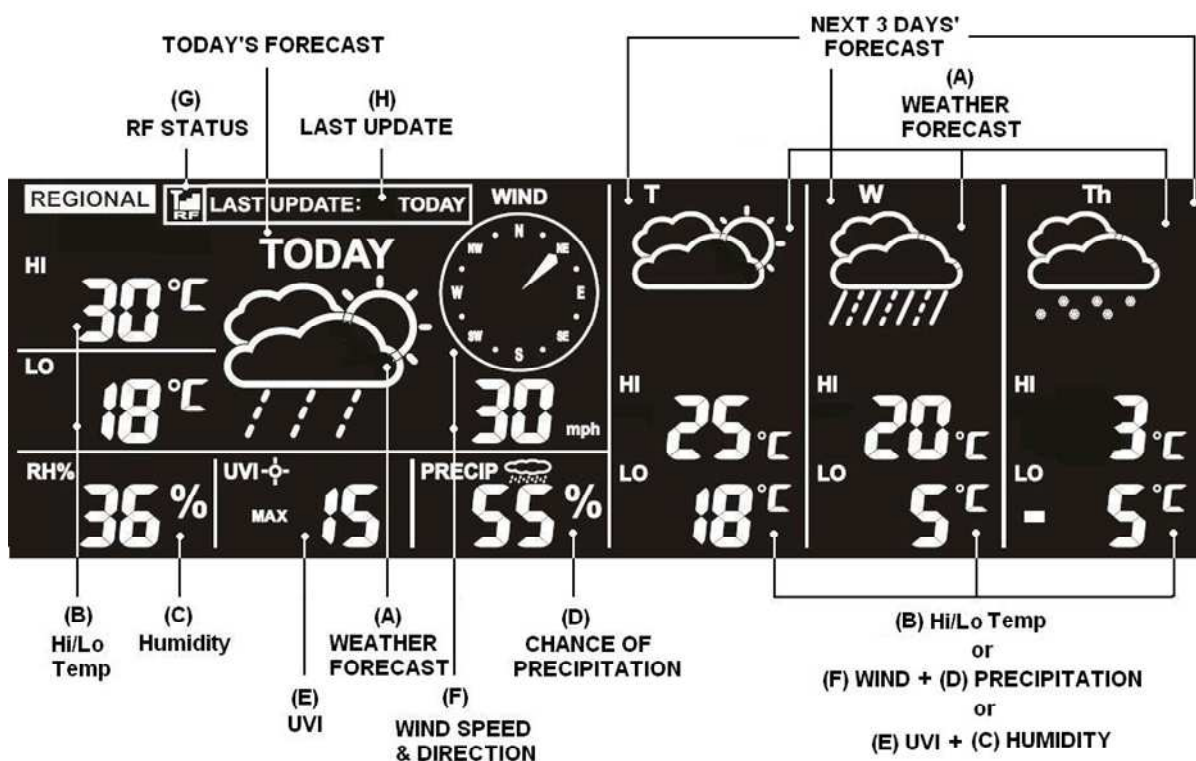 TODAY'S FORECAST
NEXT 3 DAYS'
FORECAST
(G)
RF STATUS
(H)
LAST UPDATE
(A)
WEATHER
FORECAST
REGIONAL
RF
LAST UPDATE: TODAY
WIND
TODAY
N
NE
E
SE
S
SW
W
NW
30 mph
HI
30 °C
LO
18 °C
RH%
36 %
UVI
MAX 15
PRECIP
55 %
T
HI
25 °C
LO
18 °C
W
HI
20 °C
LO
5 °C
Th
HI
3 °C
LO
- 5 °C
(B)
Hi/Lo
Temp
(C)
Humidity
(E)
UVI
(A)
WEATHER
FORECAST
(F)
WIND SPEED
& DIRECTION
(D)
CHANCE OF
PRECIPITATION
(B) Hi/Lo Temp
or
(F) WIND + (D) PRECIPITATION
or
(E) UVI + (C) HUMIDITY